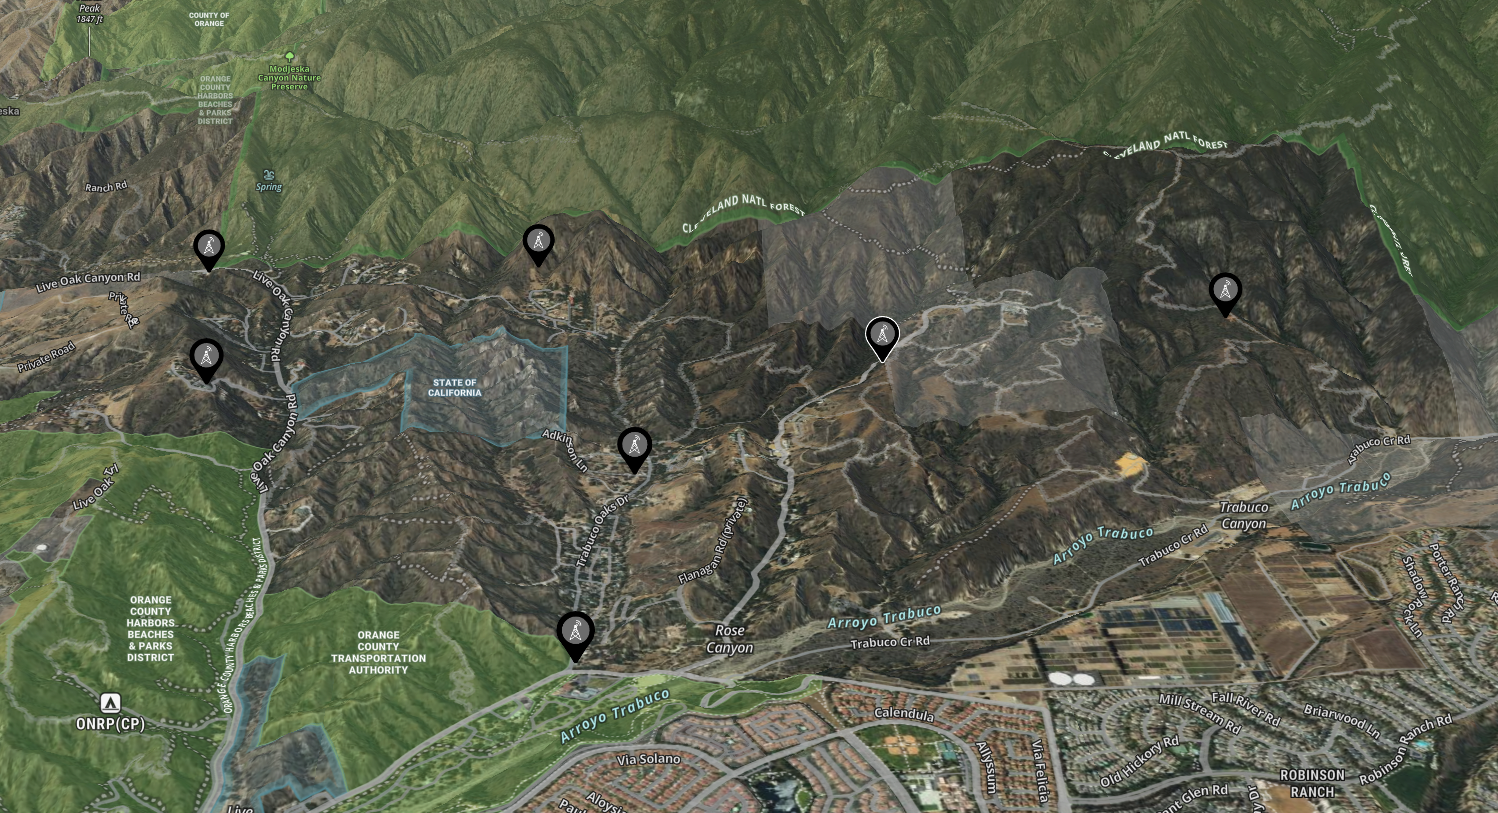 Peak
1847 ft
COUNTY OF
ORANGE
Modjeska
Canyon Nature
Preserve
ORANGE
COUNTY
HARBORS
BEACHES
& PARKS
DISTRICT
eska
Ranch Rd
Spring
CLEVELAND NATL FOREST
CLEVELAND NATL FOREST
Live Oak Canyon Rd
Live Oak Canyon Rd
Private Rd
Private Road
STATE OF
CALIFORNIA
Live Oak Canyon Rd
Adkinson Ln
Live Oak Trl
Trabuco Oaks Dr
Flanagan Rd (private)
Trabuco Cr Rd
Arroyo Trabuco
Trabuco
Canyon
Arroyo Trabuco
Trabuco Cr Rd
Arroyo Trabuco
Trabuco Cr Rd
Rose
Canyon
ORANGE
COUNTY
HARBORS
BEACHES
& PARKS
DISTRICT
ORANGE COUNTY HARBORS BEACHES & PARKS DISTRICT
ORANGE
COUNTY
TRANSPORTATION
AUTHORITY
ONRP(CP)
Arroyo Trabuco
Porter Ranch Rd
Shadow Rock Ln
Calendula
Via Solano
Allyssum
Via Felicia
Mill Stream Rd
Fall River Rd
Briarwood Ln
Robinson Ranch Rd
Old Hickory Rd
ROBINSON
RANCH
ant Glen Rd
y Dr
Aloysi
Live